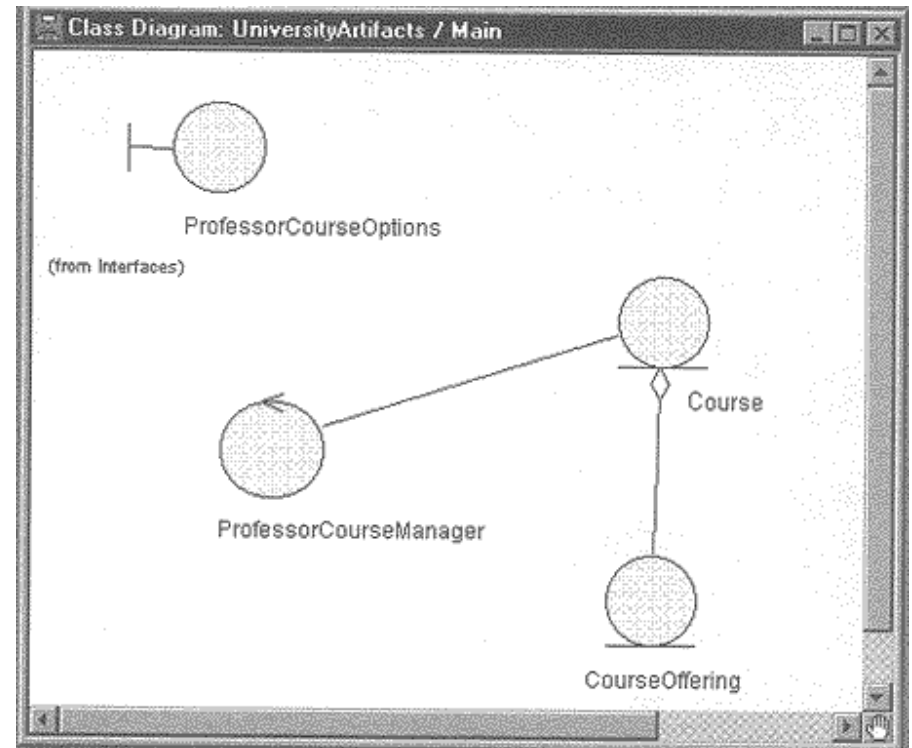 Class Diagram: UniversityArtifacts / Main
ProfessorCourseOptions
(from Interfaces)
Course
ProfessorCourseManager
CourseOffering